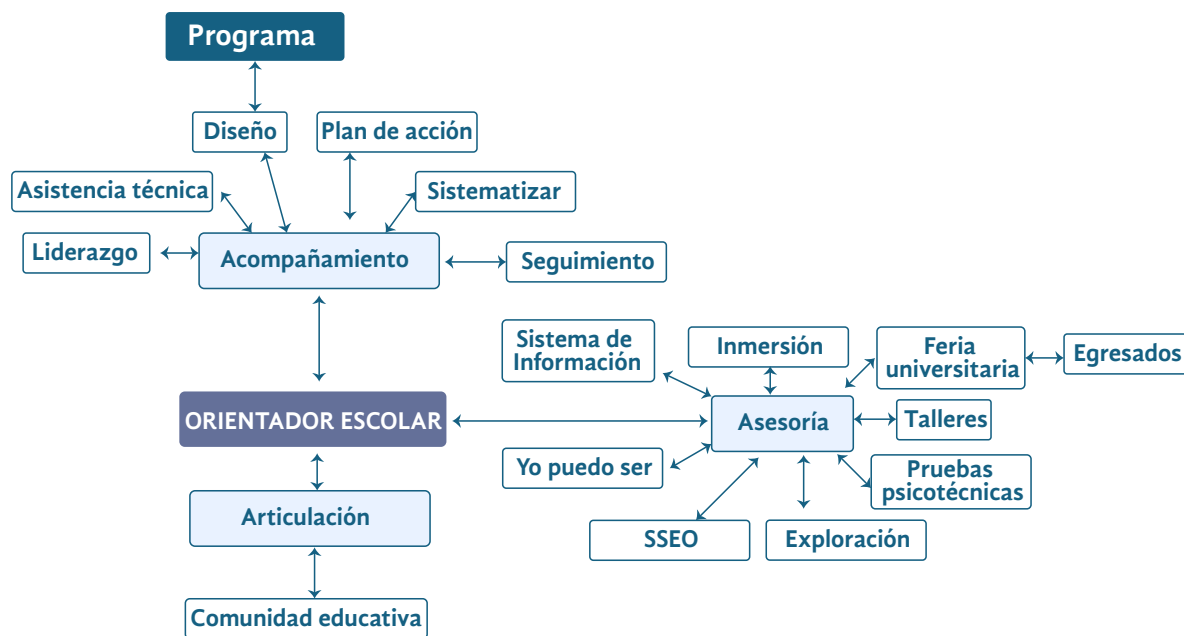 Programa
Diseño
Plan de acción
Asistencia técnica
Sistematizar
Liderazgo
Acompañamiento
Seguimiento
Sistema de
Información
Inmersión
Feria
universitaria
Egresados
ORIENTADOR ESCOLAR
Asesoría
Talleres
Yo puedo ser
Pruebas
psicotécnicas
Articulación
SSEO
Exploración
Comunidad educativa